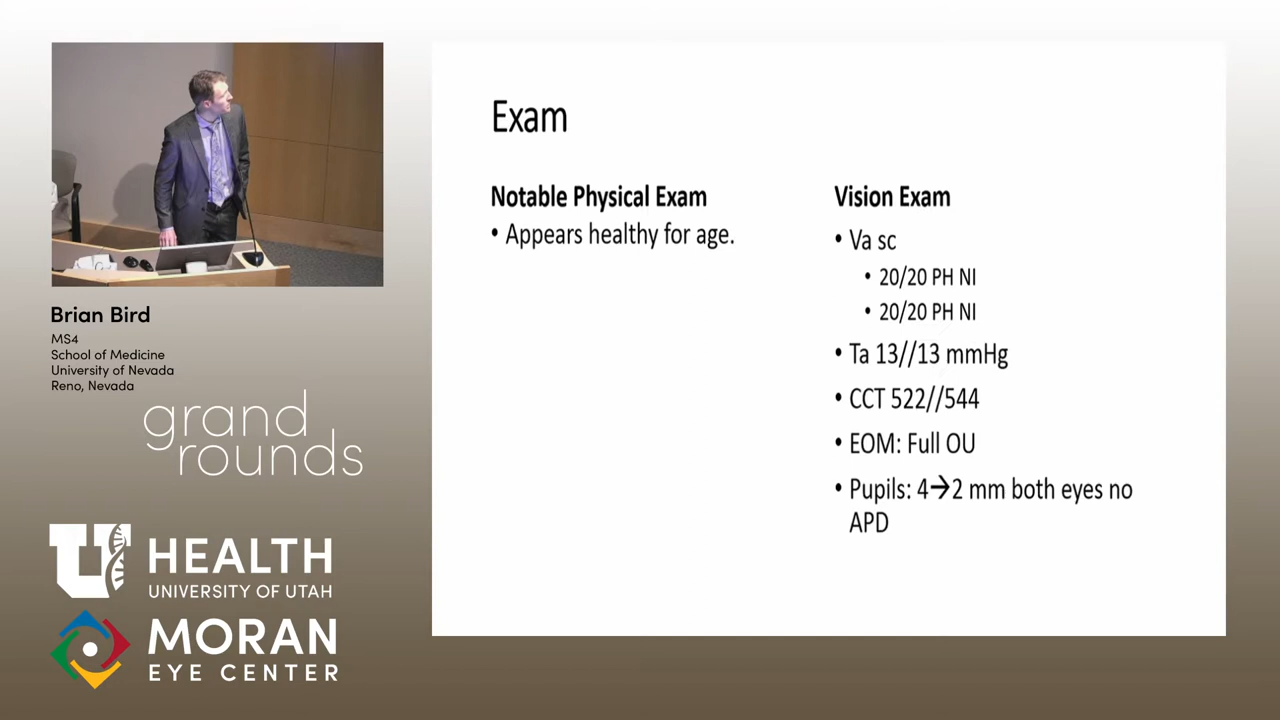 Brian Bird
MS4
School of Medicine
University of Nevada
Reno, Nevada
grand
rounds
U HEALTH
UNIVERSITY OF UTAH
MORAN
EYE CENTER
Exam
Notable Physical Exam
• Appears healthy for age.
Vision Exam
• Va sc
• 20/20 PH NI
• 20/20 PH NI
• Ta 13//13 mmHg
• CCT 522//544
• EOM: Full OU
• Pupils: 4→2 mm both eyes no
APD